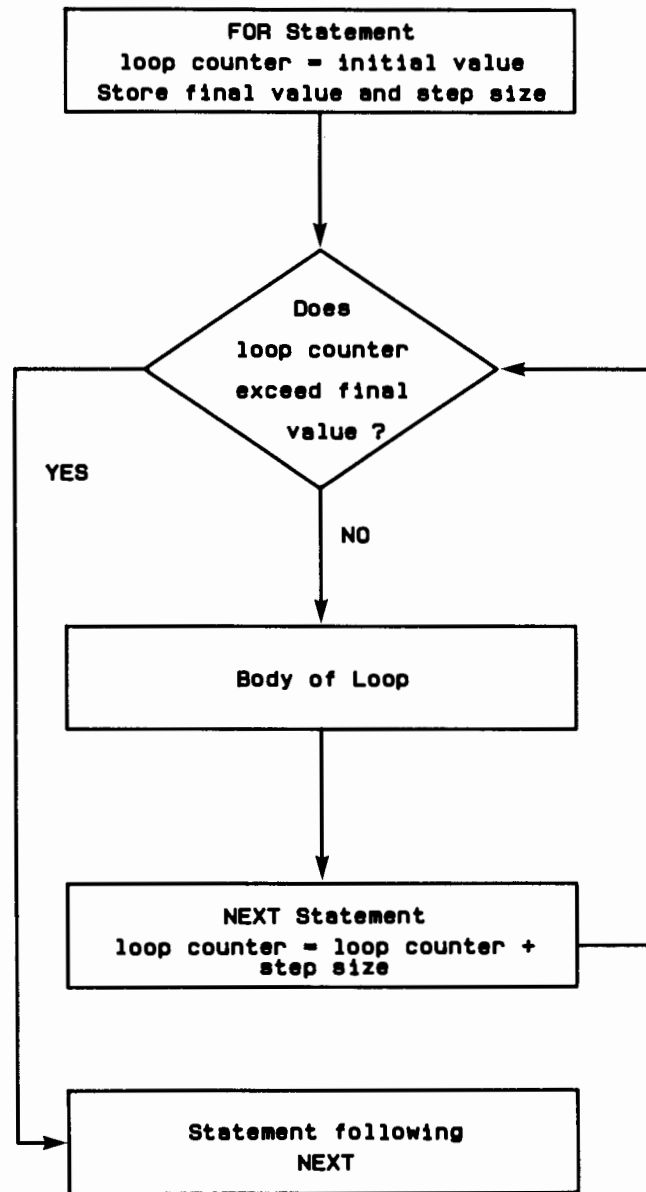 FOR Statement
loop counter = initial value
Store final value and step size
Does
loop counter
exceed final
value ?
YES
NO
Body of Loop
NEXT Statement
loop counter = loop counter +
step size
Statement following
NEXT